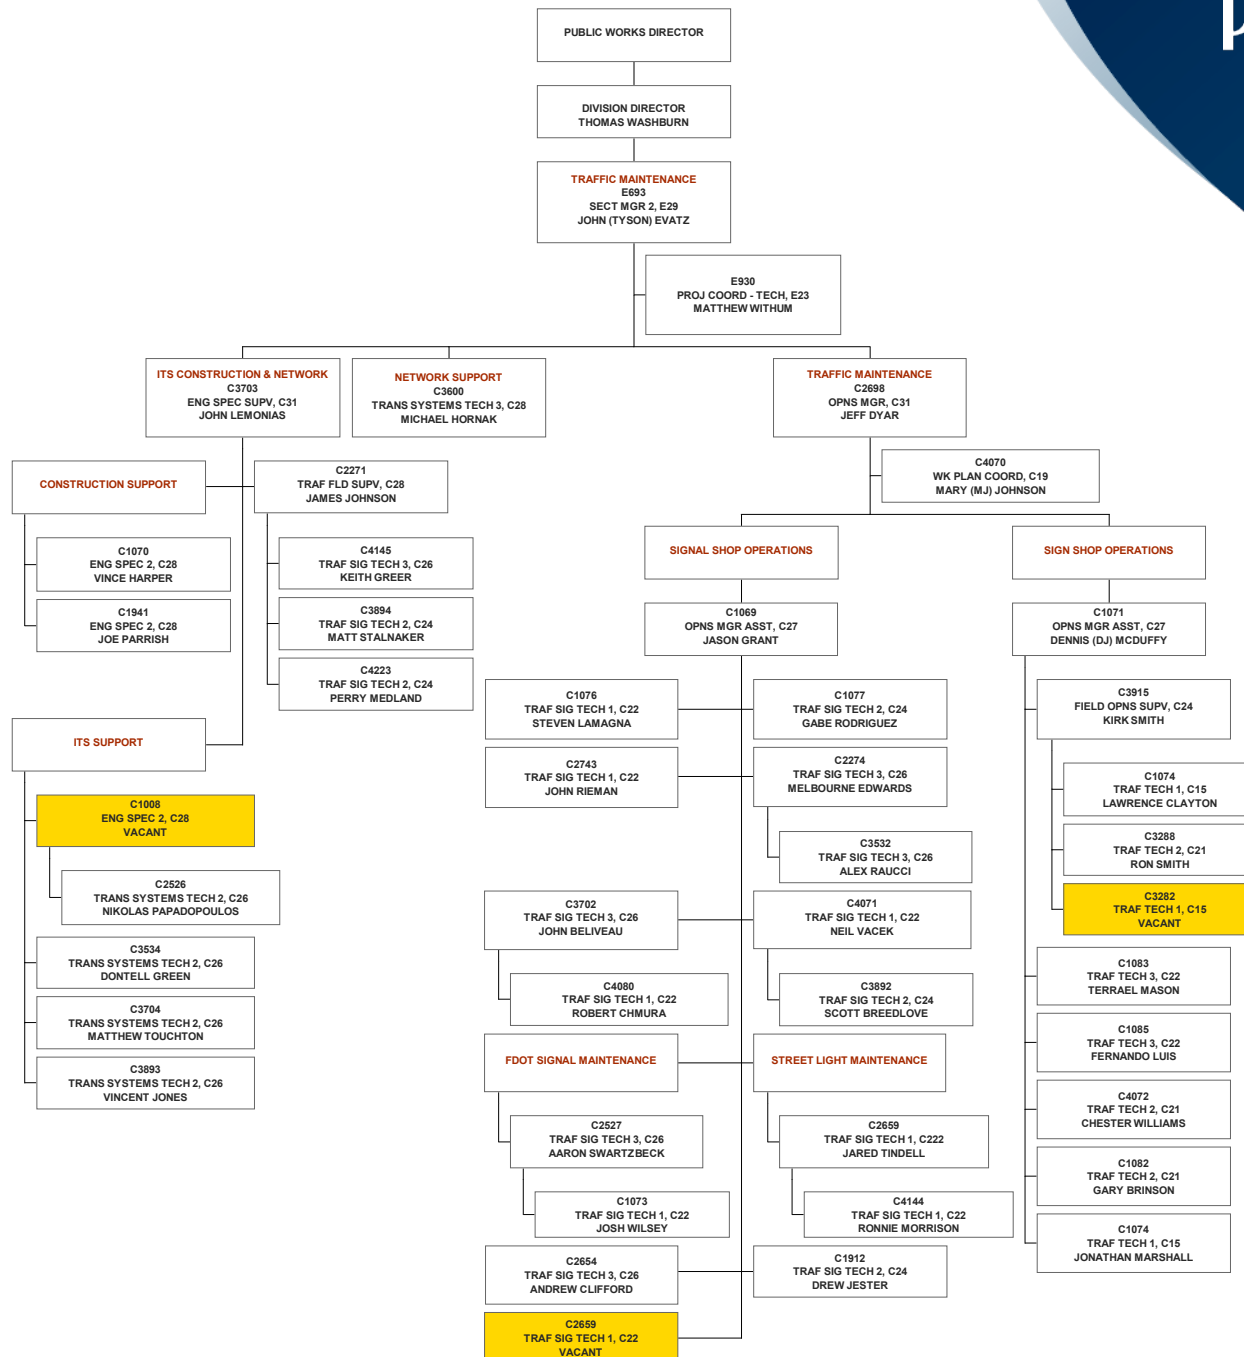 PUBLIC WORKS DIRECTOR
DIVISION DIRECTOR
THOMAS WASHBURN
TRAFFIC MAINTENANCE
E693
SECT MGR 2, E29
JOHN (TYSON) EVATZ
E930
PROJ COORD - TECH, E23
MATTHEW WITHUM
ITS CONSTRUCTION & NETWORK
C3703
ENG SPEC SUPV, C31
JOHN LEMONIAS
NETWORK SUPPORT
C3600
TRANS SYSTEMS TECH 3, C28
MICHAEL HORNAK
TRAFFIC MAINTENANCE
C2698
OPNS MGR, C31
JEFF DYAR
CONSTRUCTION SUPPORT
C2271
TRAF FLD SUPV, C28
JAMES JOHNSON
C1070
ENG SPEC 2, C28
VINCE HARPER
C1941
ENG SPEC 2, C28
JOE PARRISH
C4145
TRAF SIG TECH 3, C26
KEITH GREER
C3894
TRAF SIG TECH 2, C24
MATT STALNAKER
C4223
TRAF SIG TECH 2, C24
PERRY MEDLAND
ITS SUPPORT
C1008
ENG SPEC 2, C28
VACANT
C2526
TRANS SYSTEMS TECH 2, C26
NIKOLAS PAPADOPOULOS
C3534
TRANS SYSTEMS TECH 2, C26
DONTELL GREEN
C3704
TRANS SYSTEMS TECH 2, C26
MATTHEW TOUCHTON
C3893
TRANS SYSTEMS TECH 2, C26
VINCENT JONES
C4070
WK PLAN COORD, C19
MARY (MJ) JOHNSON
SIGNAL SHOP OPERATIONS
C1069
OPNS MGR ASST, C27
JASON GRANT
C1076
TRAF SIG TECH 1, C22
STEVEN LAMAGNA
C1077
TRAF SIG TECH 2, C24
GABE RODRIGUEZ
C2743
TRAF SIG TECH 1, C22
JOHN RIEMAN
C2274
TRAF SIG TECH 3, C26
MELBOURNE EDWARDS
C3532
TRAF SIG TECH 3, C26
ALEX RAUCCI
C3702
TRAF SIG TECH 3, C26
JOHN BELIVEAU
C4071
TRAF SIG TECH 1, C22
NEIL VACEK
C4080
TRAF SIG TECH 1, C22
ROBERT CHMURA
C3892
TRAF SIG TECH 2, C24
SCOTT BREEDLOVE
FDOT SIGNAL MAINTENANCE
STREET LIGHT MAINTENANCE
C2527
TRAF SIG TECH 3, C26
AARON SWARTZBECK
C2659
TRAF SIG TECH 1, C222
JARED TINDELL
C1073
TRAF SIG TECH 1, C22
JOSH WILSEY
C4144
TRAF SIG TECH 1, C22
RONNIE MORRISON
C2654
TRAF SIG TECH 3, C26
ANDREW CLIFFORD
C1912
TRAF SIG TECH 2, C24
DREW JESTER
C2659
TRAF SIG TECH 1, C22
VACANT
SIGN SHOP OPERATIONS
C1071
OPNS MGR ASST, C27
DENNIS (DJ) MCDUFFY
C3915
FIELD OPNS SUPV, C24
KIRK SMITH
C1074
TRAF TECH 1, C15
LAWRENCE CLAYTON
C3288
TRAF TECH 2, C21
RON SMITH
C3282
TRAF TECH 1, C15
VACANT
C1083
TRAF TECH 3, C22
TERRAEL MASON
C1085
TRAF TECH 3, C22
FERNANDO LUIS
C4072
TRAF TECH 2, C21
CHESTER WILLIAMS
C1082
TRAF TECH 2, C21
GARY BRINSON
C1074
TRAF TECH 1, C15
JONATHAN MARSHALL